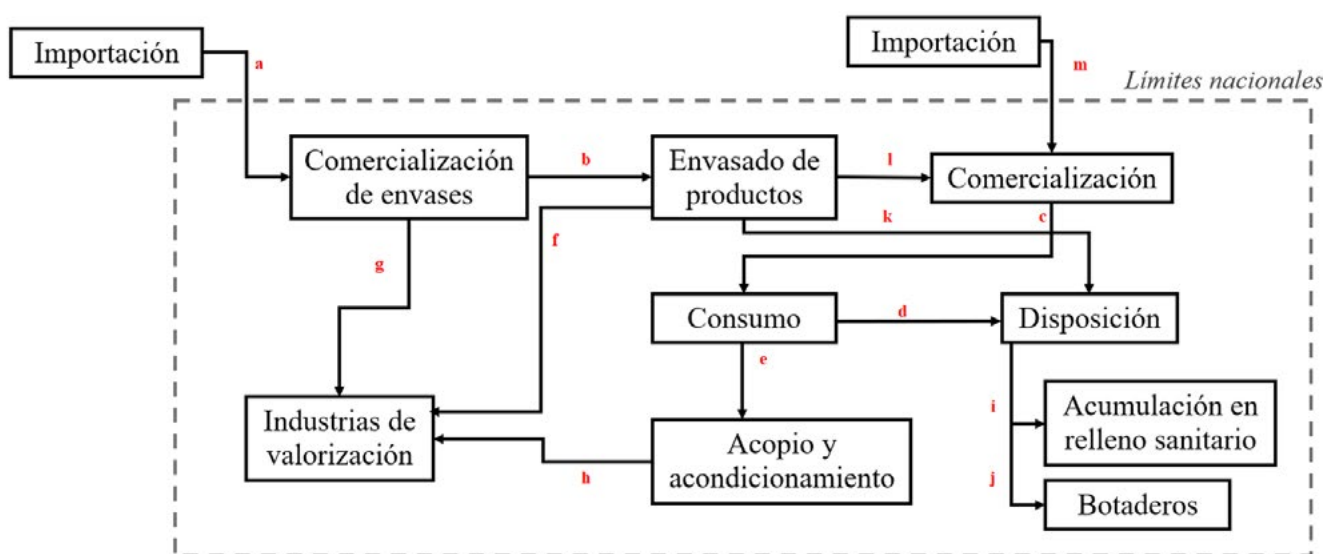 Importación
Importación
a
m
Límites nacionales
Comercialización
de envases
b
Envasado de
productos
l
Comercialización
k
c
f
g
Consumo
d
Disposición
e
Industrias de
valorización
h
Acopio y
acondicionamiento
i
Acumulación en
relleno sanitario
j
Botaderos